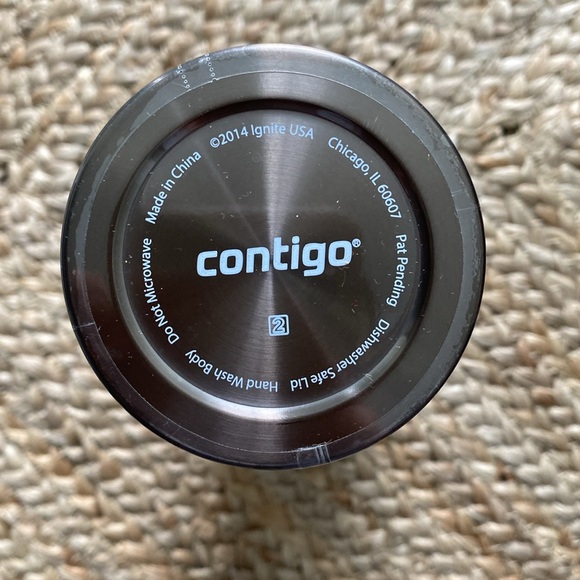 ©2014 Ignite USA
Chicago, IL 60607
Pat Pending
Dishwasher Safe Lid
Hand Wash Body
Do Not Microwave
Made in China
contigo®
2